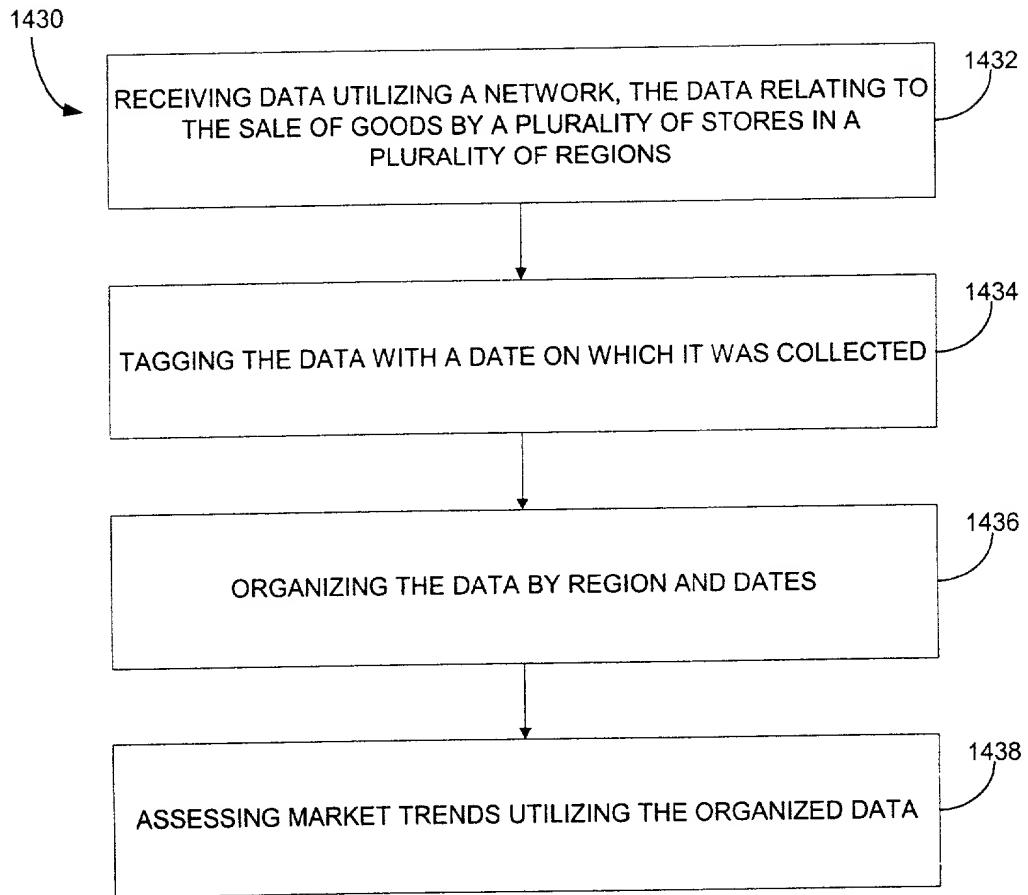 1430
1432
RECEIVING DATA UTILIZING A NETWORK, THE DATA RELATING TO
THE SALE OF GOODS BY A PLURALITY OF STORES IN A
PLURALITY OF REGIONS
1434
TAGGING THE DATA WITH A DATE ON WHICH IT WAS COLLECTED
1436
ORGANIZING THE DATA BY REGION AND DATES
1438
ASSESSING MARKET TRENDS UTILIZING THE ORGANIZED DATA